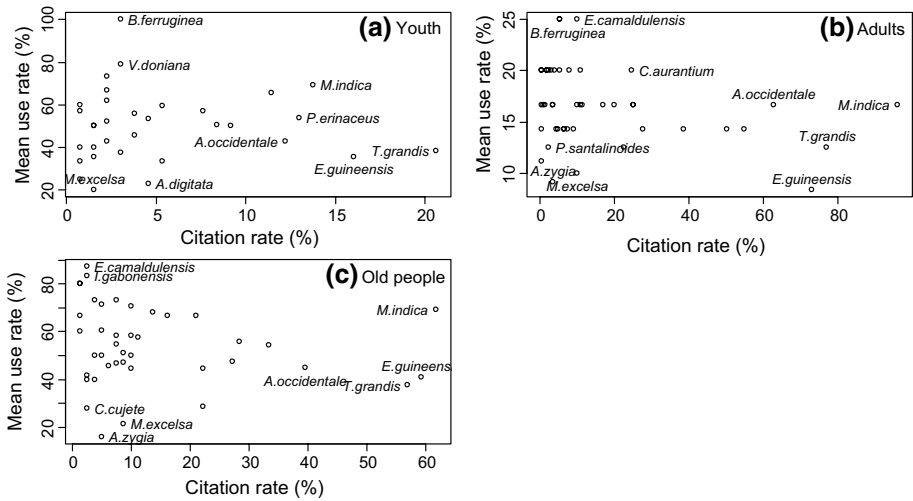 (a) Youth
B.ferruginea
V.doniana
M.indica
P.erinaceus
A.occidentale
T.grandis
E.guineensis
M.excelsa
A.digitata
20 40 60 80 100
Mean use rate (%)
5 10 15 20
Citation rate (%)
(b) Adults
E.camaldulensis
B.ferruginea
C.aurantium
A.occidentale
M.indica
T.grandis
P.santalinoides
A.zygia
M.excelsa
E.guineensis
10 15 20 25
Mean use rate (%)
0 20 40 60 80
Citation rate (%)
(c) Old people
E.camaldulensis
T.gabonensis
M.indica
E.guineens
A.occidentale
T.grandis
C.cujete
M.excelsa
A.zygia
20 40 60 80
Mean use rate (%)
0 10 20 30 40 50 60
Citation rate (%)